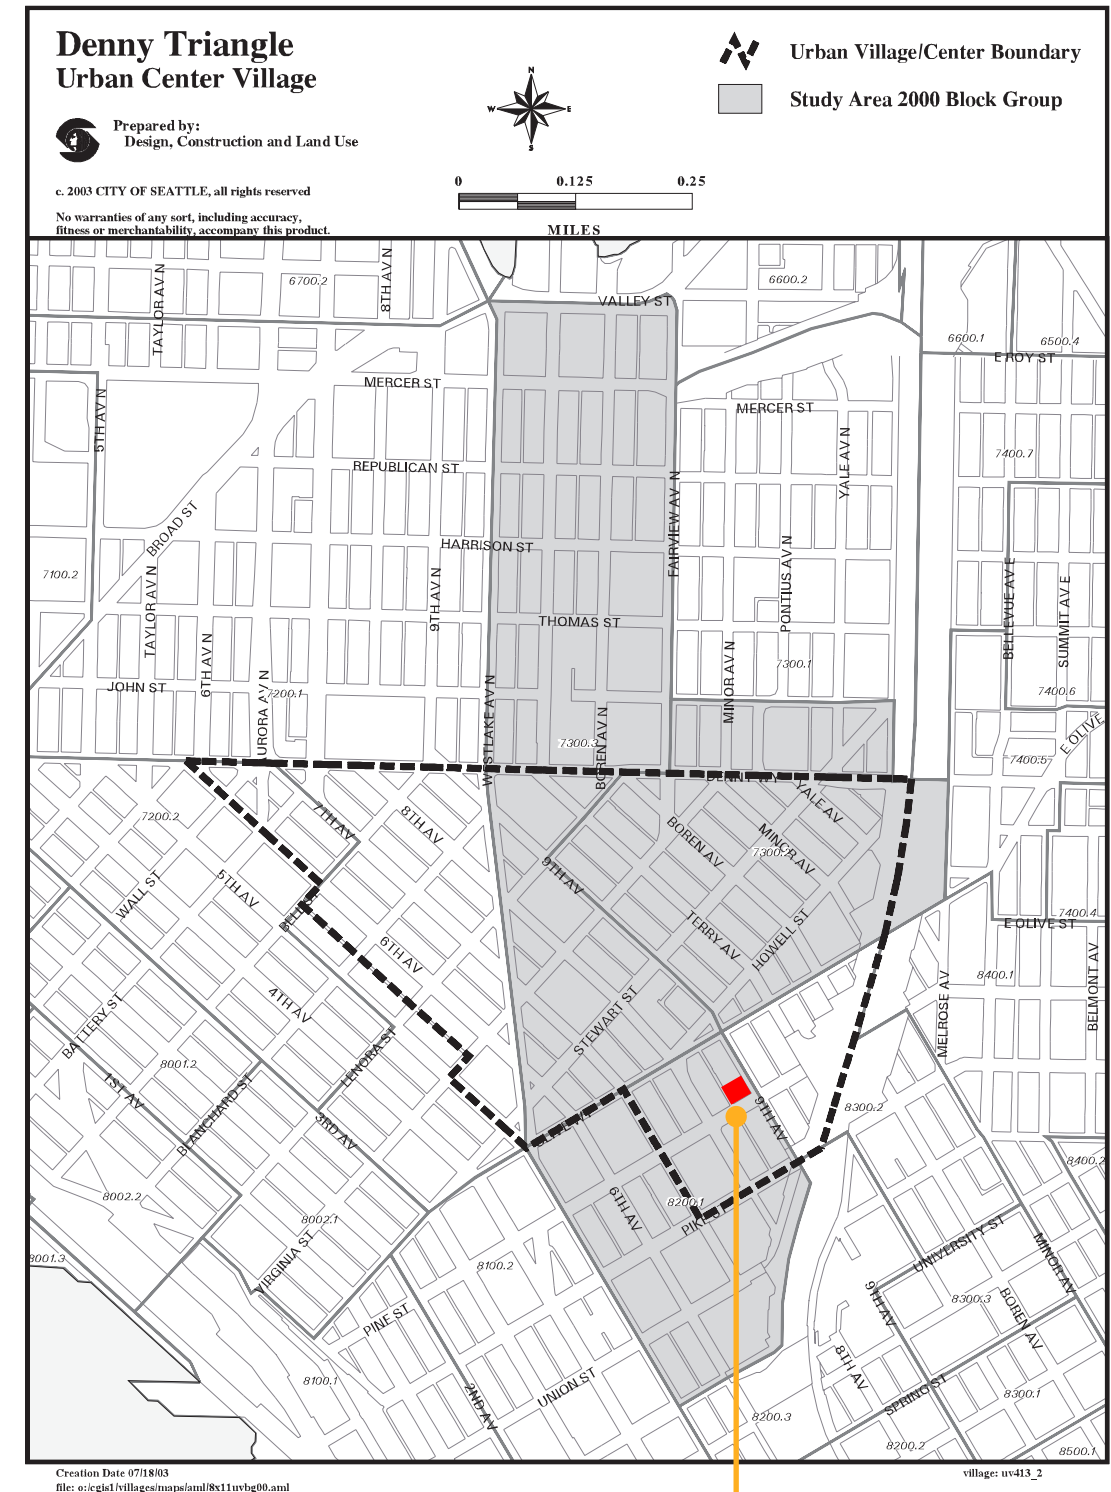 Denny Triangle
Urban Center Village
Prepared by:
Design, Construction and Land Use
c. 2003 CITY OF SEATTLE, all rights reserved
No warranties of any sort, including accuracy,
fitness or merchantability, accompany this product.
N
W E
S
0 0.125 0.25
MILES
Urban Village/Center Boundary
Study Area 2000 Block Group
TAYLOR AV N
6700.2
8TH AV N
VALLEY ST
6600.2
6600.1
6500.4
E ROY ST
MERCER ST
MERCER ST
5TH AV N
REPUBLICAN ST
YALE AV N
7400.7
BROAD ST
HARRISON ST
FAIRVIEW AV N
7100.2
TAYLOR AV N
9TH AV N
PONTIUS AV N
BELLEVUE AV E
SUMMIT AV E
THOMAS ST
6TH AV N
MINOR AV N
7300.1
JOHN ST
7200.1
7400.6
WESTLAKE AV N
BOREN AV N
7300.3
E OLIVE
7400.5
DENNY WY
YALE AV
7200.2
7TH AV
8TH AV
BOREN AV
MINOR AV
9TH AV
WALL ST
5TH AV
TERRY AV
HOWELL ST
7400.4
E OLIVE ST
6TH AV
8400.1
BELMONT AV
MELROSE AV
4TH AV
BATTERY ST
STEWART ST
LENORA ST
8001.2
1ST AV
BLANCHARD ST
3RD AV
9TH AV
8300.2
8400.2
8002.2
6TH AV
8200.1
8002.1
VIRGINIA ST
8001.3
8100.2
UNIVERSITY ST
MINOR AV
PINE ST
9TH AV
8300.3
BOREN AV
8100.1
8TH AV
UNION ST
2ND AV
SPRING ST
8300.1
8200.3
8200.2
8500.1
Creation Date 07/18/03
file: o:/cgis1/villages/maps/aml/8x11uvbg00.aml
village: uv413_2